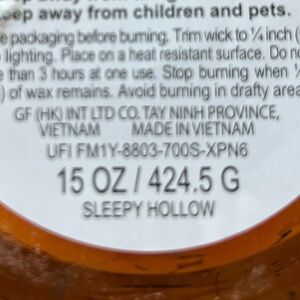 eep away from children and pets.
e packaging before burning. Trim wick to ¼ inch (
lighting. Place on a heat resistant surface. Do no
e than 3 hours at one use. Stop burning when ½
) of wax remains. Avoid burning in drafty area
GF (HK) INT LTD CO. TAY NINH PROVINCE,
VIETNAM MADE IN VIETNAM
UFI FM1Y-8803-700S-XPN6
15 OZ / 424.5 G
SLEEPY HOLLOW